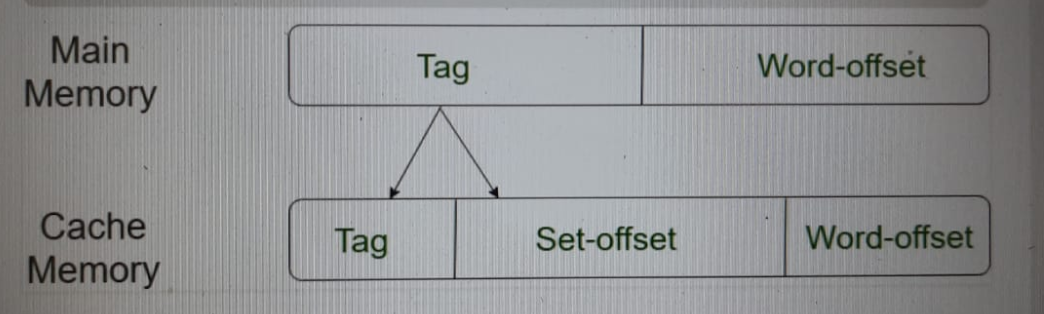 Main
Memory
Tag
Word-offset
Cache
Memory
Tag
Set-offset
Word-offset